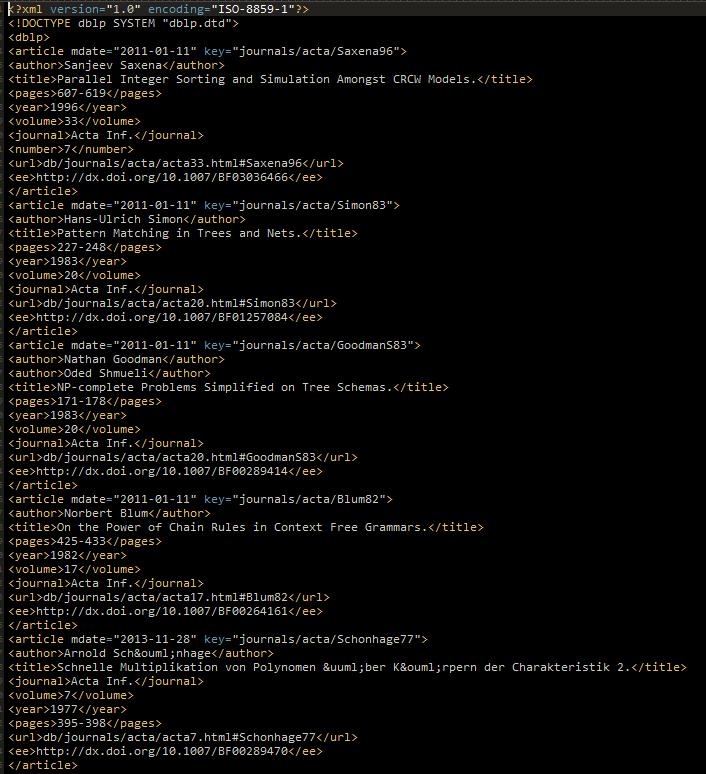 <?xml version="1.0" encoding="ISO-8859-1"?>
<!DOCTYPE dblp SYSTEM "dblp.dtd">
<dblp>
<article mdate="2011-01-11" key="journals/acta/Saxena96">
<author>Sanjeev Saxena</author>
<title>Parallel Integer Sorting and Simulation Amongst CRCW Models.</title>
<pages>607-619</pages>
<year>1996</year>
<volume>33</volume>
<journal>Acta Inf.</journal>
<number>7</number>
<url>db/journals/acta/acta33.html#Saxena96</url>
<ee>http://dx.doi.org/10.1007/BF03036466</ee>
</article>
<article mdate="2011-01-11" key="journals/acta/Simon83">
<author>Hans-Ulrich Simon</author>
<title>Pattern Matching in Trees and Nets.</title>
<pages>227-248</pages>
<year>1983</year>
<volume>20</volume>
<journal>Acta Inf.</journal>
<url>db/journals/acta/acta20.html#Simon83</url>
<ee>http://dx.doi.org/10.1007/BF01257084</ee>
</article>
<article mdate="2011-01-11" key="journals/acta/GoodmanS83">
<author>Nathan Goodman</author>
<author>Oded Shmueli</author>
<title>NP-complete Problems Simplified on Tree Schemas.</title>
<pages>171-178</pages>
<year>1983</year>
<volume>20</volume>
<journal>Acta Inf.</journal>
<url>db/journals/acta/acta20.html#GoodmanS83</url>
<ee>http://dx.doi.org/10.1007/BF00289414</ee>
</article>
<article mdate="2011-01-11" key="journals/acta/Blum82">
<author>Norbert Blum</author>
<title>On the Power of Chain Rules in Context Free Grammars.</title>
<pages>425-433</pages>
<year>1982</year>
<volume>17</volume>
<journal>Acta Inf.</journal>
<url>db/journals/acta/acta17.html#Blum82</url>
<ee>http://dx.doi.org/10.1007/BF00264161</ee>
</article>
<article mdate="2013-11-28" key="journals/acta/Schonhage77">
<author>Arnold Sch&ouml;nhage</author>
<title>Schnelle Multiplikation von Polynomen &uuml;ber K&ouml;rpern der Charakteristik 2.</title>
<journal>Acta Inf.</journal>
<volume>7</volume>
<year>1977</year>
<pages>395-398</pages>
<url>db/journals/acta/acta7.html#Schonhage77</url>
<ee>http://dx.doi.org/10.1007/BF00289470</ee>
</article>